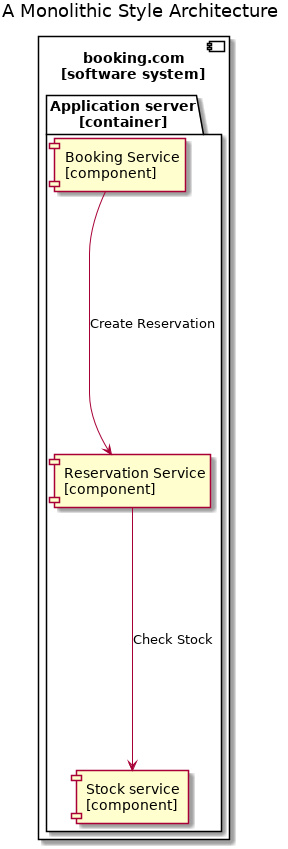 A Monolithic Style Architecture
booking.com
[software system]
Application server
[container]
Booking Service
[component]
Create Reservation
Reservation Service
[component]
Check Stock
Stock service
[component]